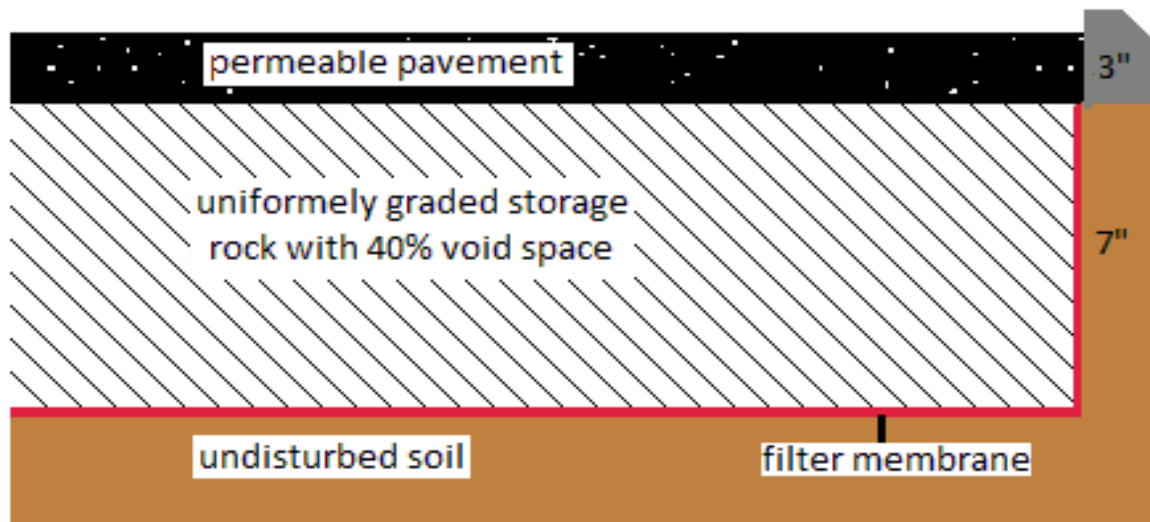 permeable pavement
3"
uniformely graded storage
rock with 40% void space
7"
undisturbed soil
filter membrane